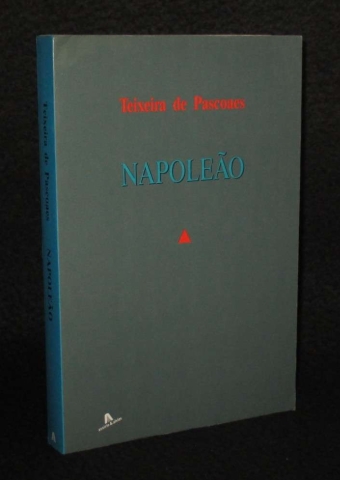 Teixeira de Pascoaes
NAPOLEÃO
Teixeira de Pascoaes NAPOLEÃO